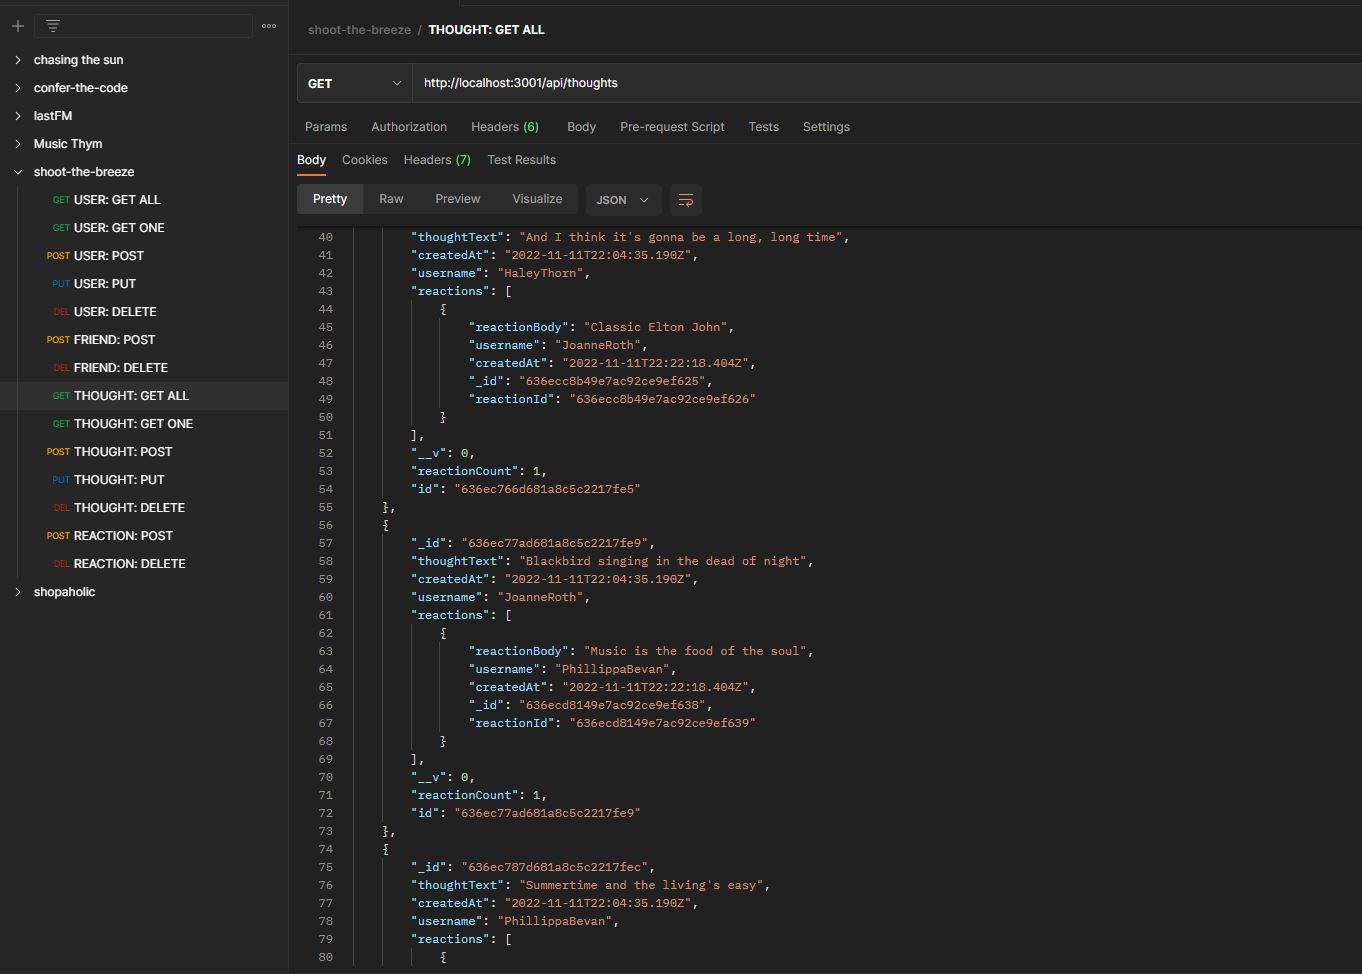 shoot-the-breeze / THOUGHT: GET ALL
chasing the sun
confer-the-code
lastFM
Music Thym
shoot-the-breeze
GET USER: GET ALL
GET USER: GET ONE
POST USER: POST
PUT USER: PUT
DEL USER: DELETE
POST FRIEND: POST
DEL FRIEND: DELETE
GET THOUGHT: GET ALL
GET THOUGHT: GET ONE
POST THOUGHT: POST
PUT THOUGHT: PUT
DEL THOUGHT: DELETE
POST REACTION: POST
DEL REACTION: DELETE
shopaholic
GET http://localhost:3001/api/thoughts
Params Authorization Headers (6) Body Pre-request Script Tests Settings
Body Cookies Headers (7) Test Results
Pretty Raw Preview Visualize JSON
40 "thoughtText": "And I think it's gonna be a long, long time",
41 "createdAt": "2022-11-11T22:04:35.190Z",
42 "username": "HaleyThorn",
43 "reactions": [
44 {
45 "reactionBody": "Classic Elton John",
46 "username": "JoanneRoth",
47 "createdAt": "2022-11-11T22:22:18.404Z",
48 "_id": "636ecc8b49e7ac92ce9ef625",
49 "reactionId": "636ecc8b49e7ac92ce9ef626"
50 }
51 ],
52 "__v": 0,
53 "reactionCount": 1,
54 "id": "636ec766d681a8c5c2217fe5"
55 },
56 {
57 "_id": "636ec77ad681a8c5c2217fe9",
58 "thoughtText": "Blackbird singing in the dead of night",
59 "createdAt": "2022-11-11T22:04:35.190Z",
60 "username": "JoanneRoth",
61 "reactions": [
62 {
63 "reactionBody": "Music is the food of the soul",
64 "username": "PhillippaBevan",
65 "createdAt": "2022-11-11T22:22:18.404Z",
66 "_id": "636ecd8149e7ac92ce9ef638",
67 "reactionId": "636ecd8149e7ac92ce9ef639"
68 }
69 ],
70 "__v": 0,
71 "reactionCount": 1,
72 "id": "636ec77ad681a8c5c2217fe9"
73 },
74 {
75 "_id": "636ec787d681a8c5c2217fec",
76 "thoughtText": "Summertime and the living's easy",
77 "createdAt": "2022-11-11T22:04:35.190Z",
78 "username": "PhillippaBevan",
79 "reactions": [
80 {